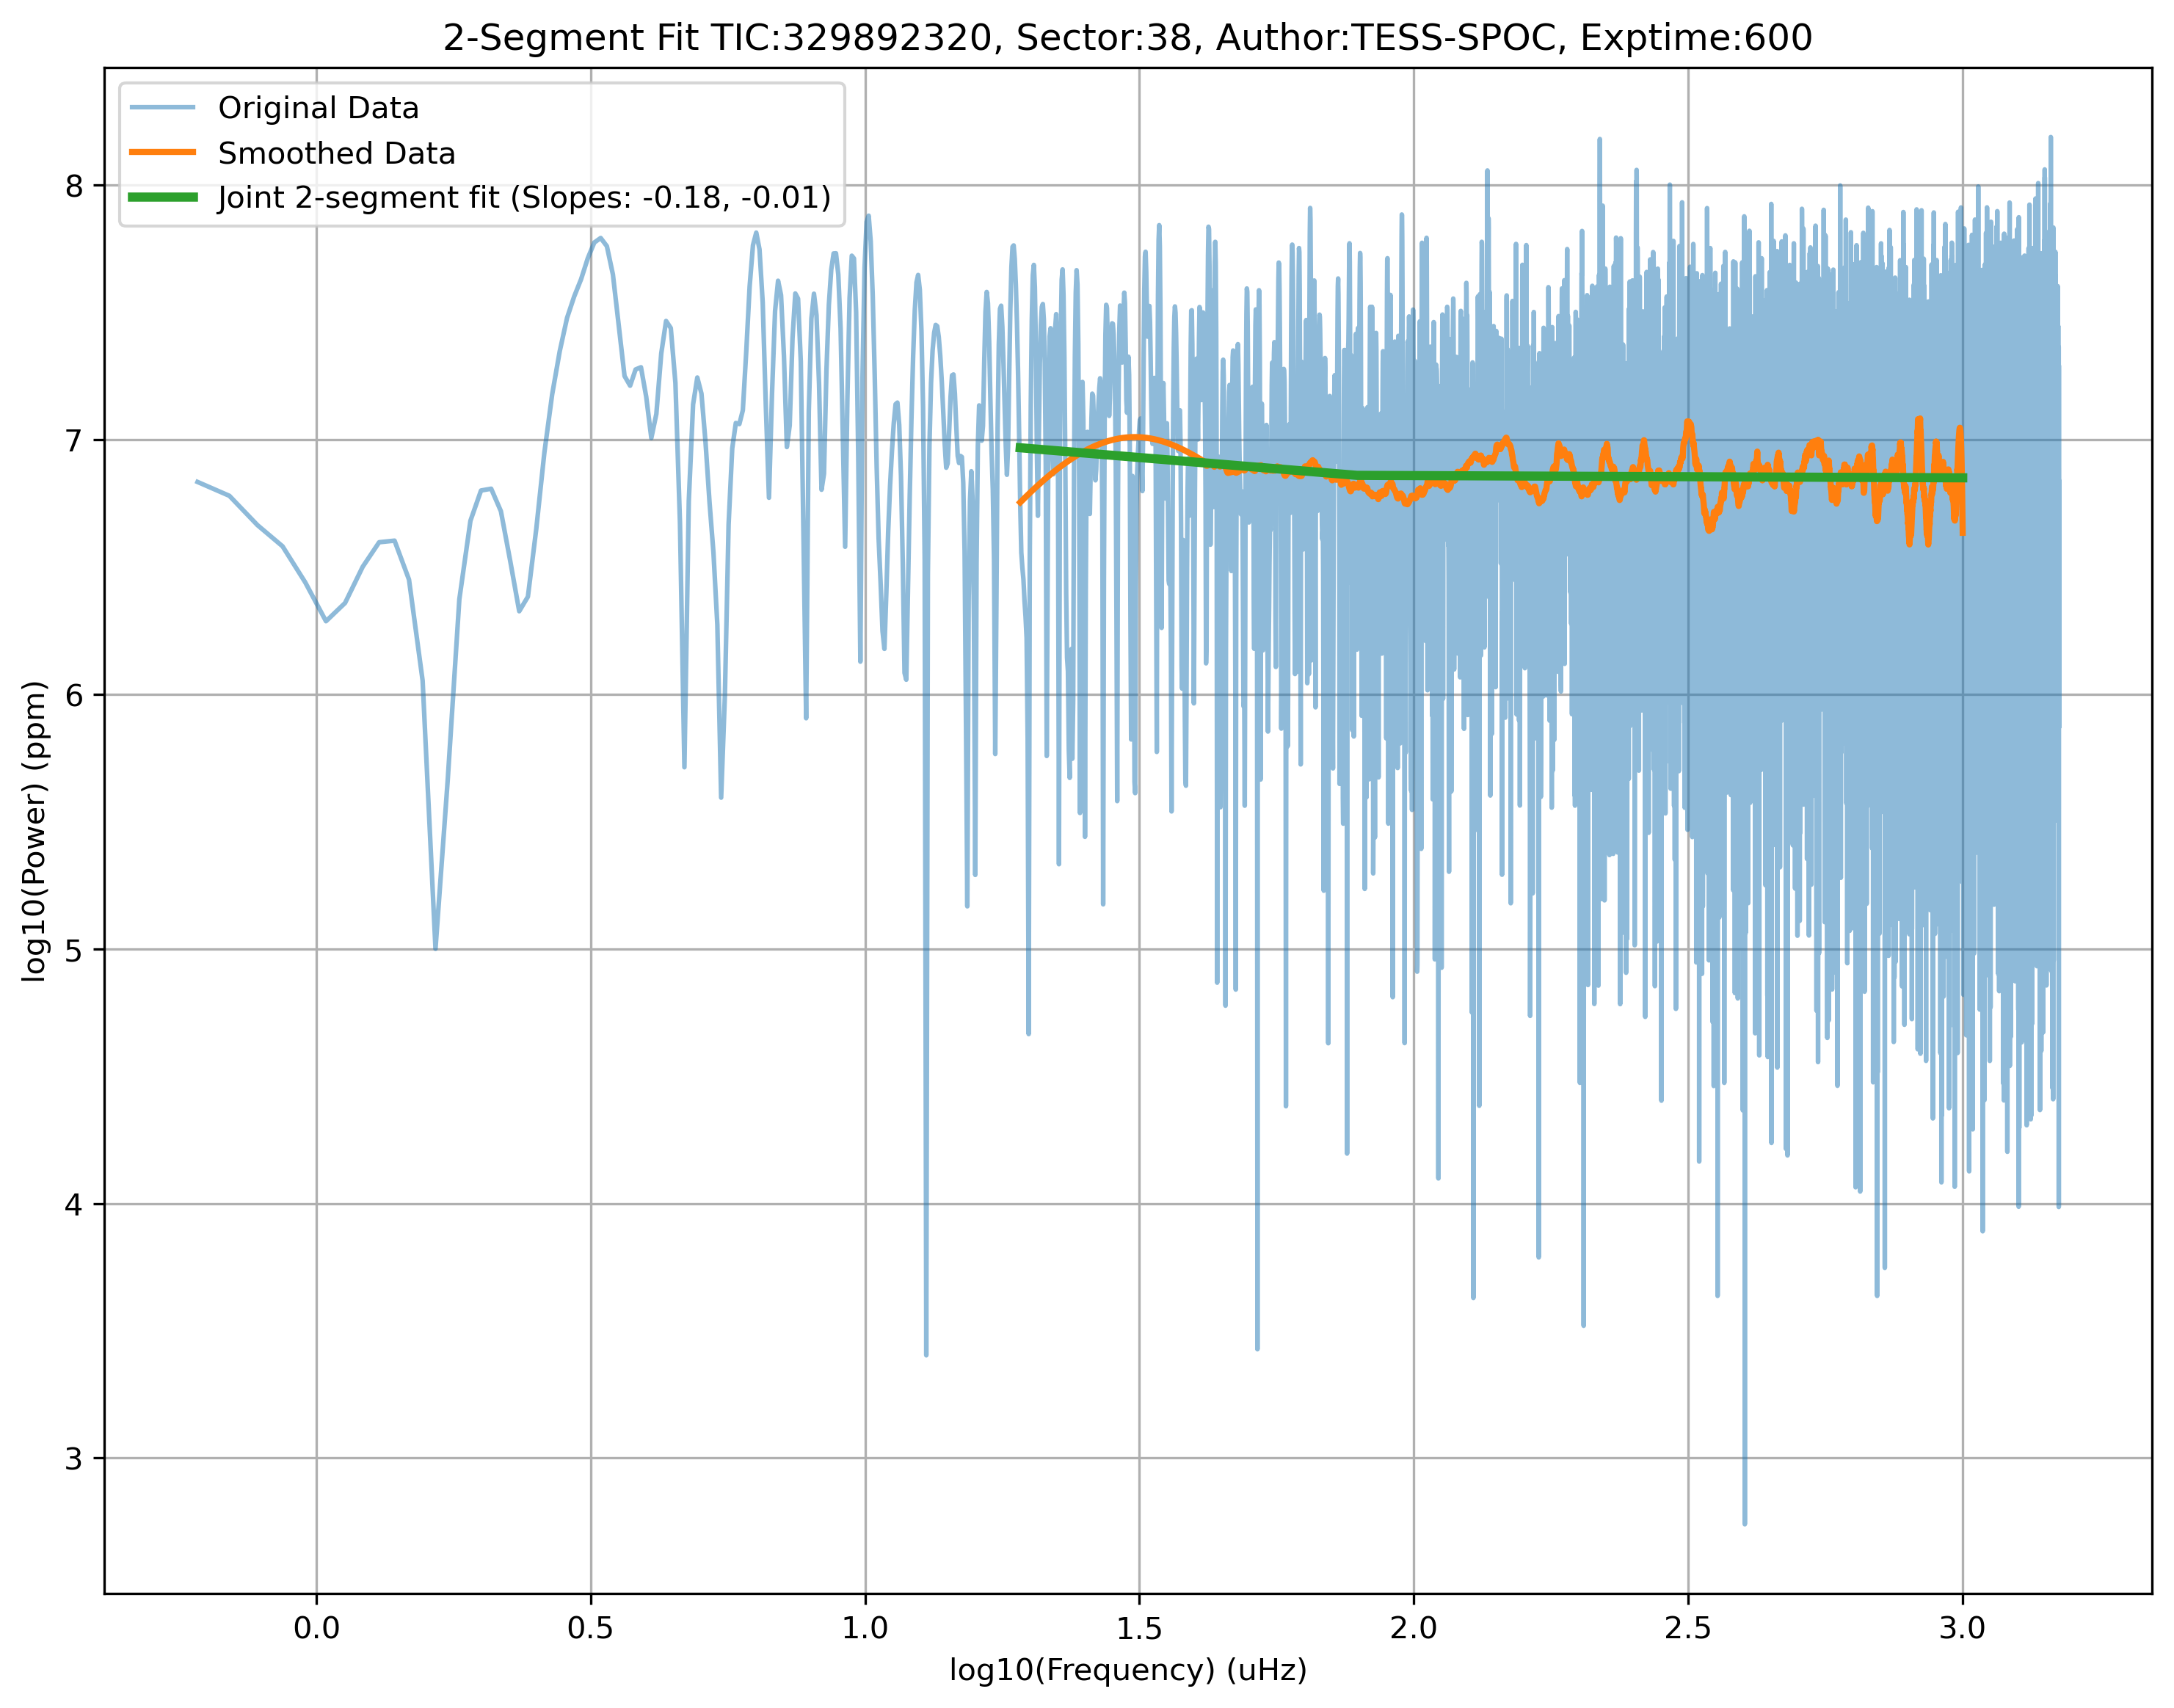 2-Segment Fit TIC:329892320, Sector:38, Author:TESS-SPOC, Exptime:600
Original Data
Smoothed Data
Joint 2-segment fit (Slopes: -0.18, -0.01)
log10(Power) (ppm)
8
7
6
5
4
3
0.0 0.5 1.0 1.5 2.0 2.5 3.0
log10(Frequency) (uHz)